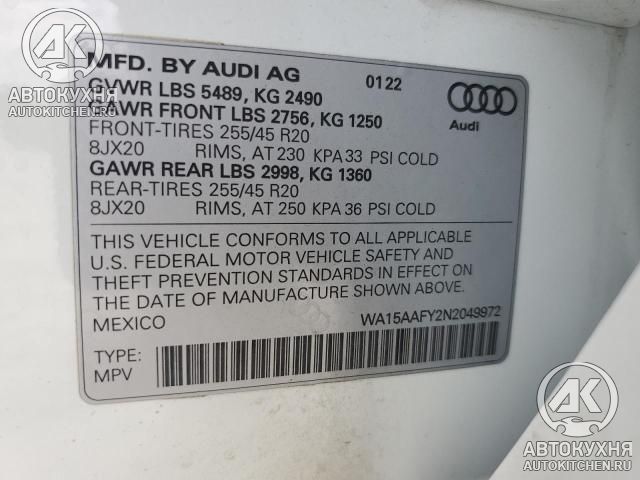 MFD. BY AUDI AG 01 22
GVWR LBS 5489, KG 2490
GAWR FRONT LBS 2756, KG 1250
FRONT-TIRES 255/45 R20
8JX20 RIMS, AT 230 KPA 33 PSI COLD
GAWR REAR LBS 2998, KG 1360
REAR-TIRES 255/45 R20
8JX20 RIMS, AT 250 KPA 36 PSI COLD
Audi
THIS VEHICLE CONFORMS TO ALL APPLICABLE
U.S. FEDERAL MOTOR VEHICLE SAFETY AND
THEFT PREVENTION STANDARDS IN EFFECT ON
THE DATE OF MANUFACTURE SHOWN ABOVE.
MEXICO WA15AAFY2N2049972
TYPE:
MPV
АК
АВТОКУХНЯ
AUTOKITCHEN.RU
АК
АВТОКУХНЯ
AUTOKITCHEN.RU